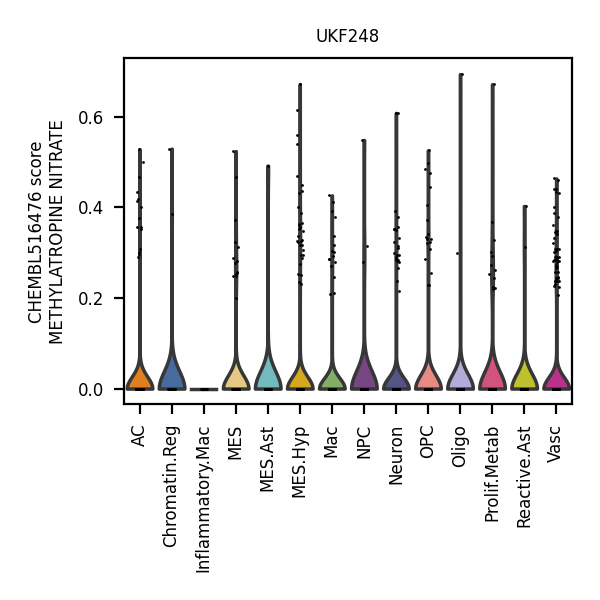 UKF248
CHEMBL516476 score
METHYLATROPINE NITRATE
0.6
0.4
0.2
0.0
AC
Chromatin.Reg
Inflammatory.Mac
MES
MES.Ast
MES.Hyp
Mac
NPC
Neuron
OPC
Oligo
Prolif.Metab
Reactive.Ast
Vasc